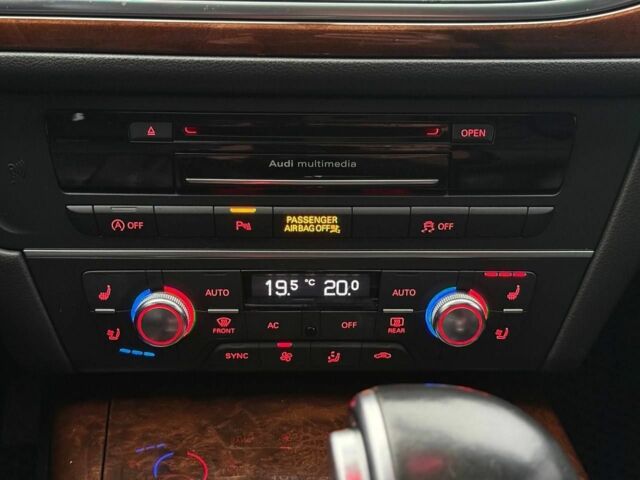 OPEN
Audi multimedia
OFF
PASSENGER
AIRBAG OFF
OFF
AUTO
19.5 °C 20.0
AUTO
FRONT
AC
OFF
REAR
SYNC